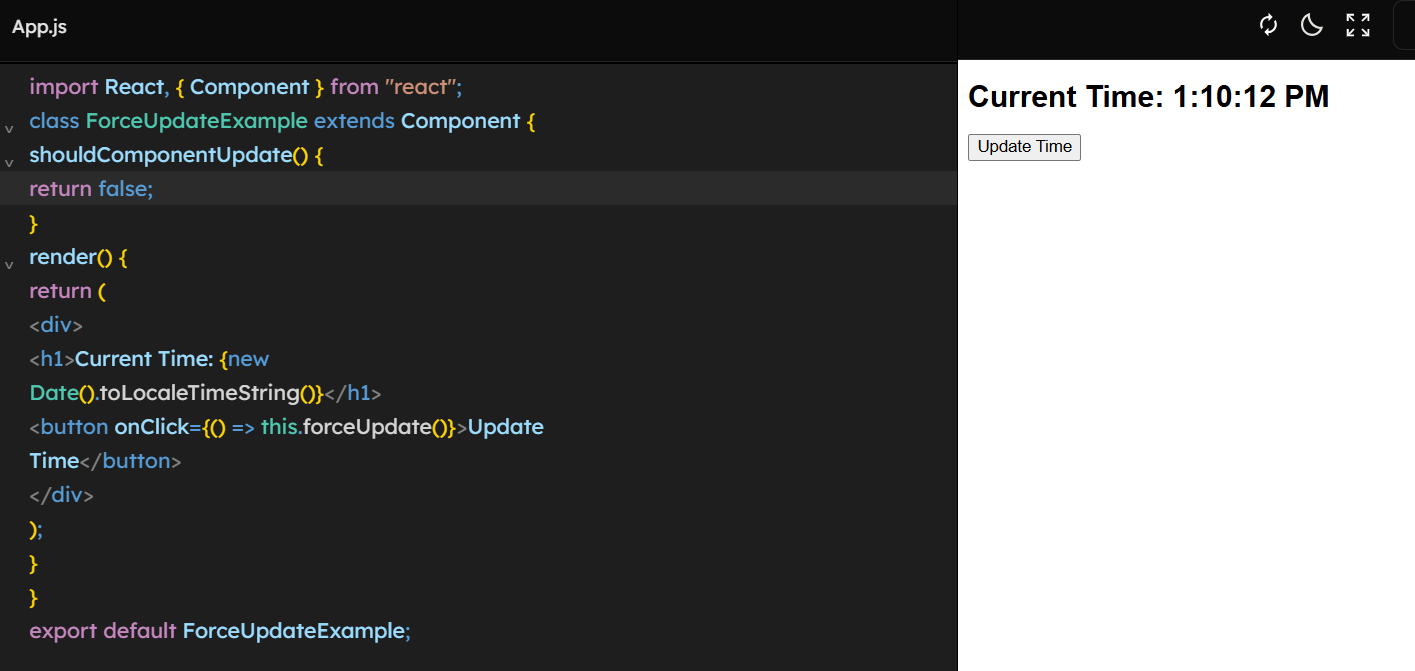 App.js
import React, { Component } from "react";
class ForceUpdateExample extends Component {
shouldComponentUpdate() {
return false;
}
render() {
return (
<div>
<h1>Current Time: {new
Date().toLocaleTimeString()}</h1>
<button onClick={() => this.forceUpdate()}>Update
Time</button>
</div>
);
}
}
export default ForceUpdateExample;
Current Time: 1:10:12 PM
Update Time